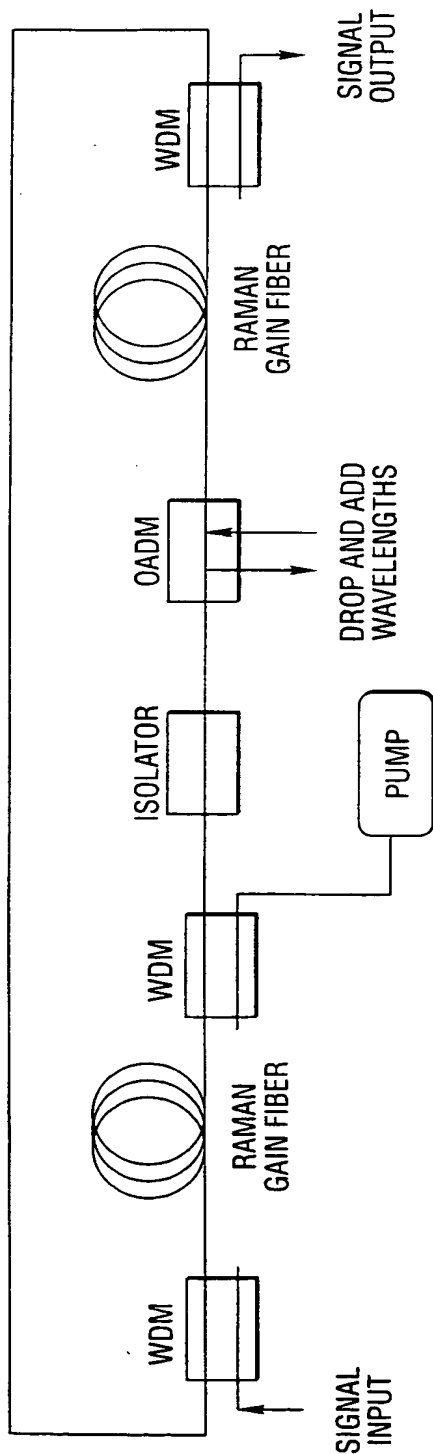 SIGNAL
INPUT
WDM
RAMAN
GAIN FIBER
WDM
PUMP
ISOLATOR
OADM
DROP AND ADD
WAVELENGTHS
RAMAN
GAIN FIBER
WDM
SIGNAL
OUTPUT